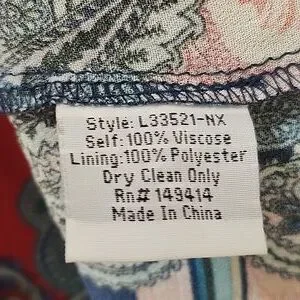 Style: L33521-NX
Self:100% Viscose
Lining:100% Polyester
Dry Clean Only
Rn# 149414
Made In China